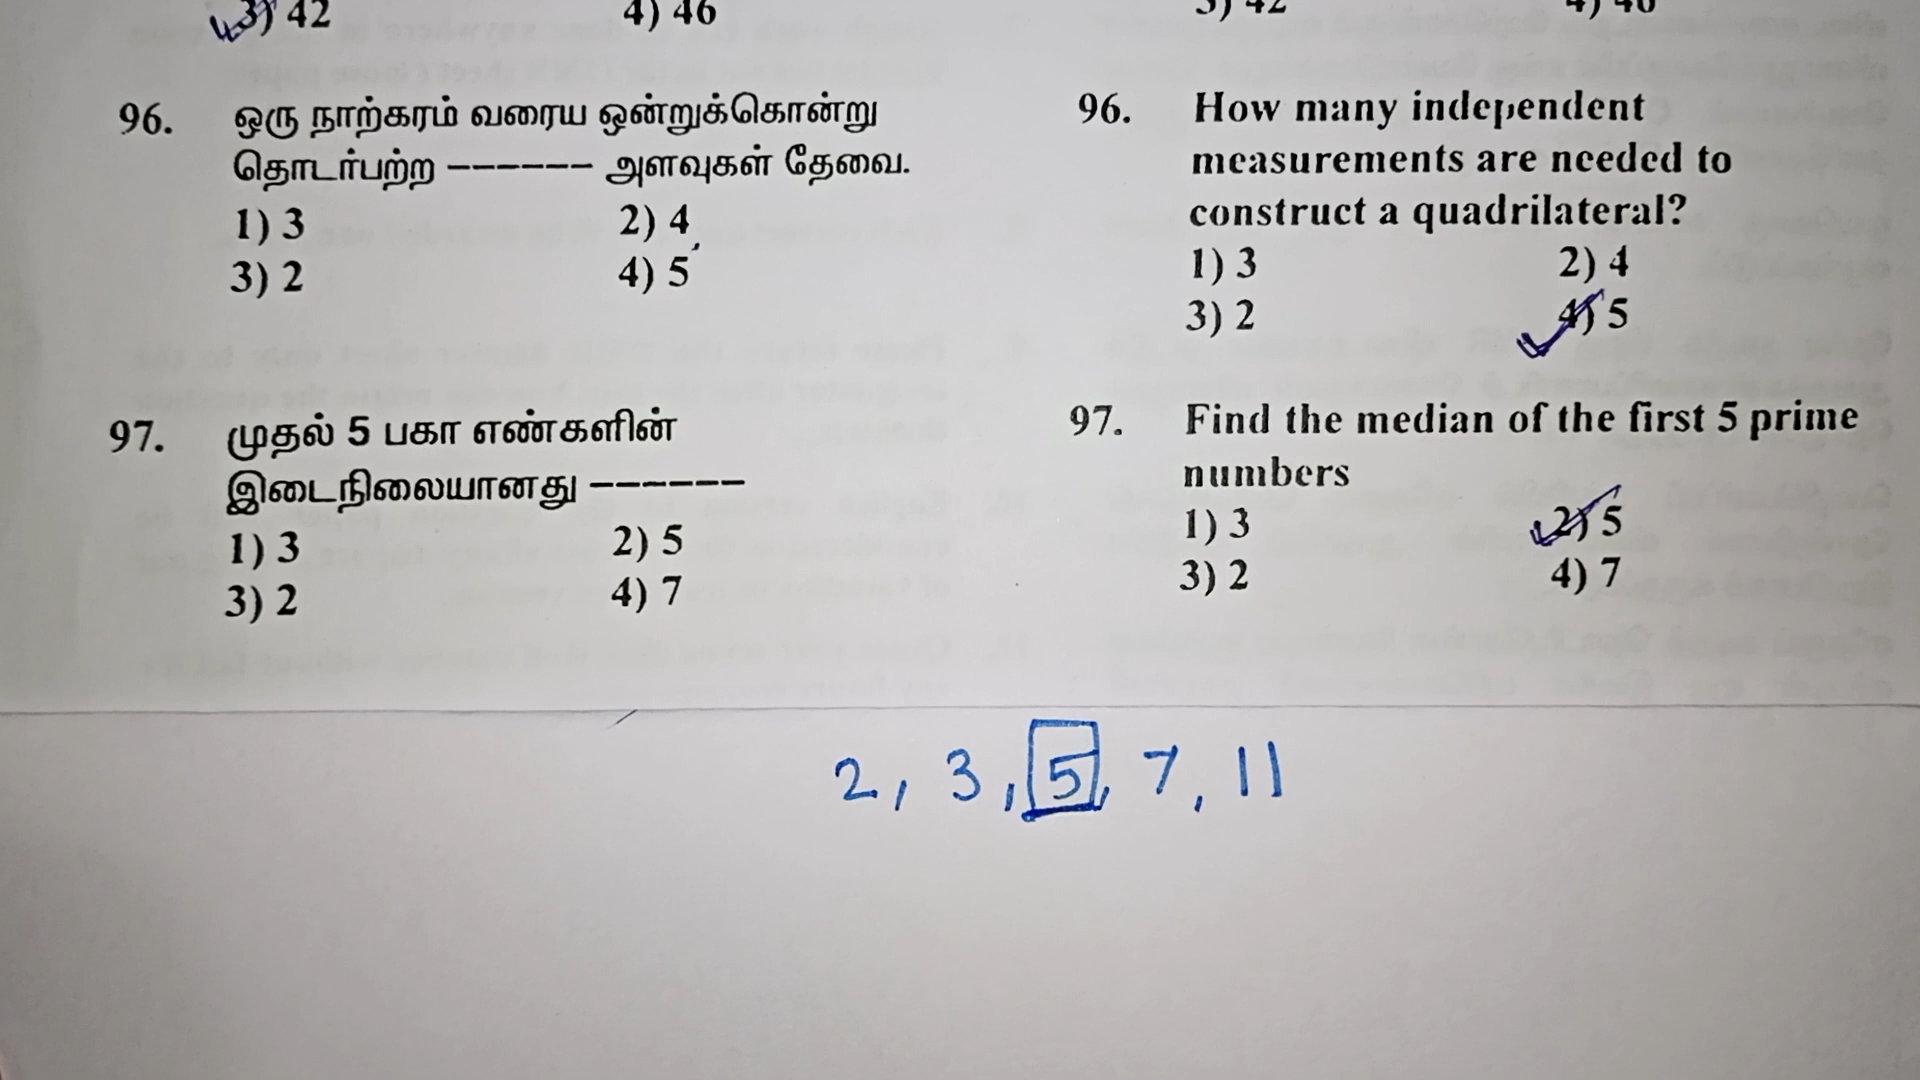 3) 42 4) 46
96. ஒரு நாற்கரம் வரைய ஒன்றுக்கொன்று
தொடர்பற்ற ------ அளவுகள் தேவை.
1) 3 2) 4
3) 2 4) 5
97. முதல் 5 பகா எண்களின்
இடைநிலையானது ------
1) 3 2) 5
3) 2 4) 7
3) 42 4) 46
96. How many independent
measurements are needed to
construct a quadrilateral?
1) 3 2) 4
3) 2 4) 5
97. Find the median of the first 5 prime
numbers
1) 3 2) 5
3) 2 4) 7
2, 3, 5, 7, 11